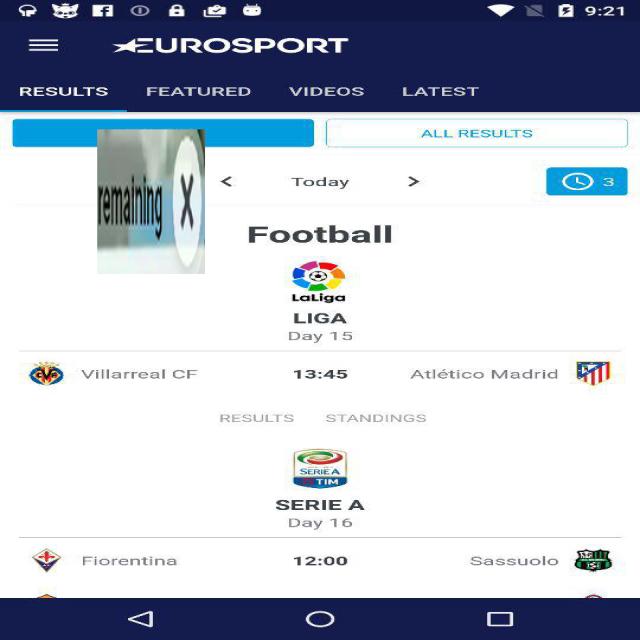 9:21
EUROSPORT
RESULTS FEATURED VIDEOS LATEST
ALL RESULTS
remaining X
< Today > 3
Football
LaLiga
LIGA
Day 15
Villarreal CF 13:45 Atlético Madrid
RESULTS STANDINGS
SERIE A
TIM
SERIE A
Day 16
Fiorentina 12:00 Sassuolo